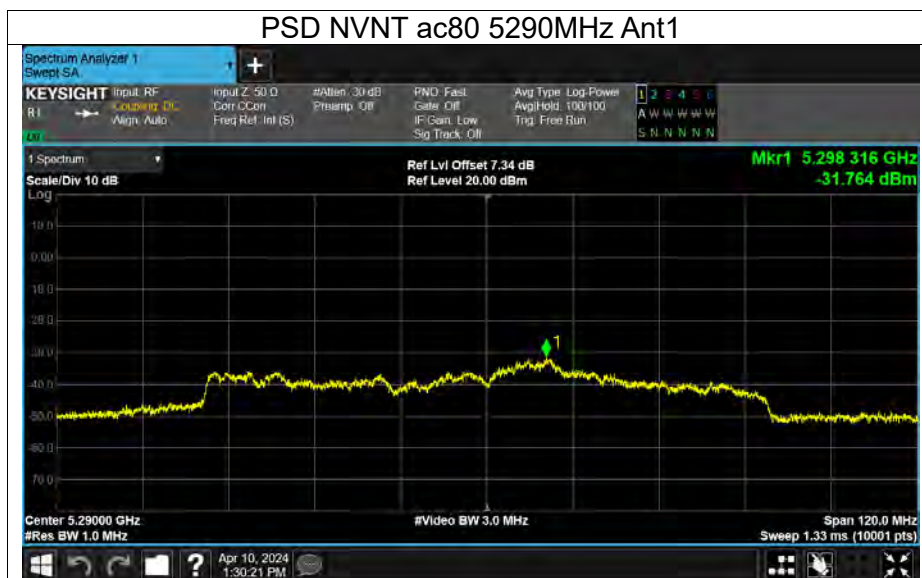 PSD NVNT ac80 5290MHz Ant1
Spectrum Analyzer 1
Swept SA
+
KEYSIGHT Input: RF Input Z: 50 Ω #Atten: 30 dB PNO: Fast Avg Type: Log-Power 1 2 3 4 5 6
R L Coupling: DC Corr CCorr Preamp: Off Gate: Off Avg|Hold: 100/100 A W W W W W
Align: Auto Freq Ref: Int (S) IF Gain: Low Trig: Free Run
Sig Track: Off S N N N N N
1 Spectrum Ref Lvl Offset 7.34 dB Mkr1 5.298 316 GHz
Scale/Div 10 dB Ref Level 20.00 dBm -31.764 dBm
Log
10.0
0.00
-10.0
-20.0
-30.0
1
-40.0
-50.0
-60.0
-70.0
Center 5.29000 GHz #Video BW 3.0 MHz Span 120.0 MHz
#Res BW 1.0 MHz Sweep 1.33 ms (10001 pts)
? Apr 10, 2024
1:30:21 PM